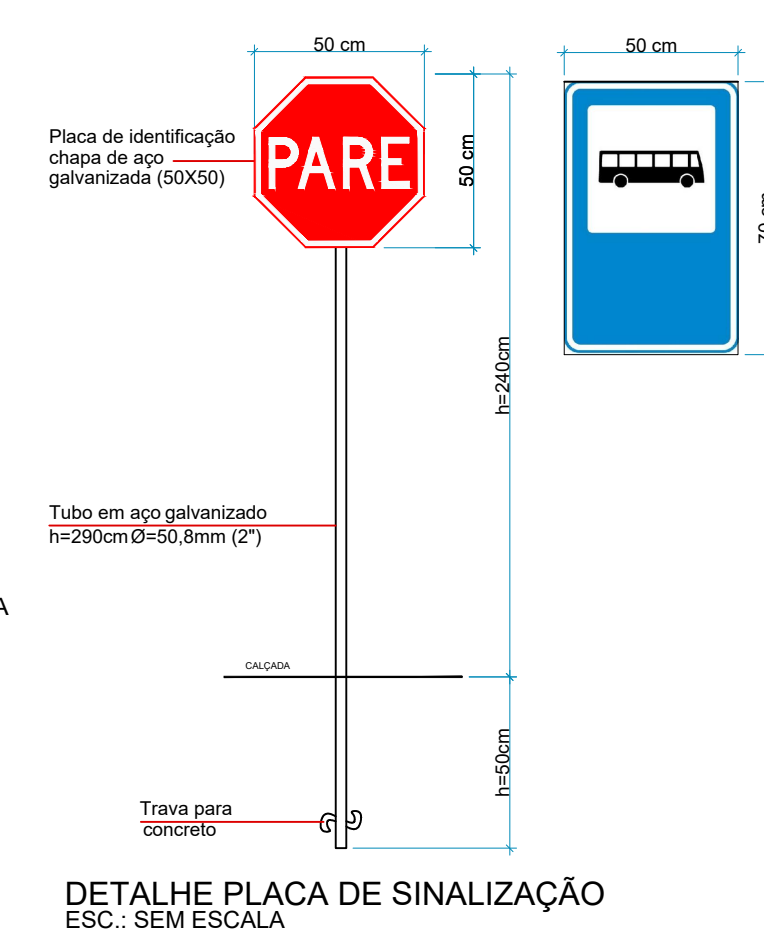 50 cm
50 cm
Placa de identificação
chapa de aço
galvanizada (50X50)
PARE
50 cm
h=240cm
Tubo em aço galvanizado
h=290cmØ=50,8mm (2")
A
CALÇADA
h=50cm
Trava para
concreto
DETALHE PLACA DE SINALIZAÇÃO
ESC.: SEM ESCALA